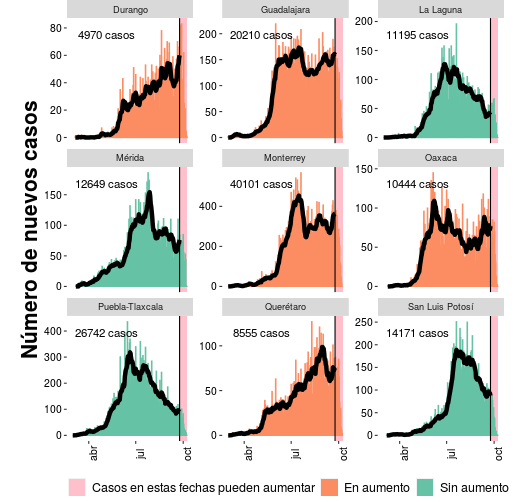 Durango
Guadalajara
La Laguna
4970 casos
20210 casos
11195 casos
80
60
40
20
0
200
150
100
50
0
200
150
100
50
0
Mérida
Monterrey
Oaxaca
12649 casos
40101 casos
10444 casos
150
100
50
0
400
200
0
150
100
50
0
Puebla-Tlaxcala
Querétaro
San Luis Potosí
26742 casos
8555 casos
14171 casos
400
300
200
100
0
100
50
0
250
200
150
100
50
0
abr
jul
oct
abr
jul
oct
abr
jul
oct
Número de nuevos casos
Casos en estas fechas pueden aumentar
En aumento
Sin aumento